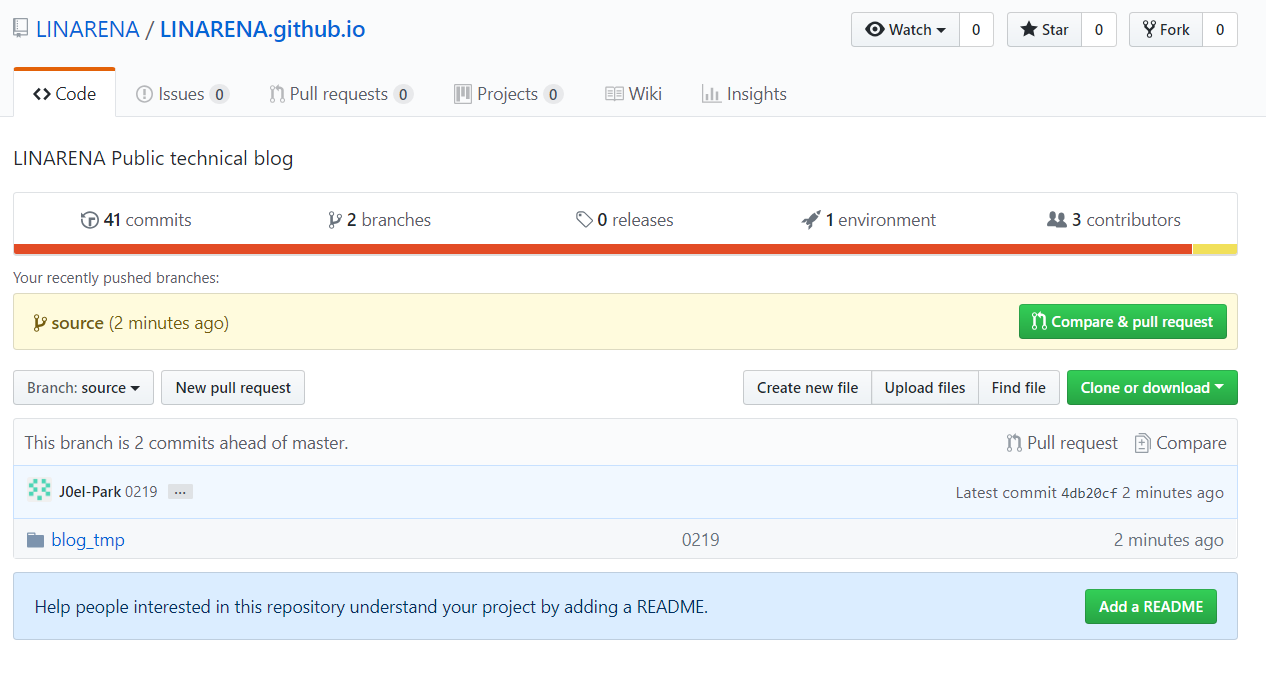 LINARENA / LINARENA.github.io Watch 0 Star 0 Fork 0
Code Issues 0 Pull requests 0 Projects 0 Wiki Insights
LINARENA Public technical blog
41 commits 2 branches 0 releases 1 environment 3 contributors
Your recently pushed branches:
source (2 minutes ago) Compare & pull request
Branch: source New pull request Create new file Upload files Find file Clone or download
This branch is 2 commits ahead of master. Pull request Compare
J0el-Park 0219 ... Latest commit 4db20cf 2 minutes ago
blog_tmp 0219 2 minutes ago
Help people interested in this repository understand your project by adding a README. Add a README